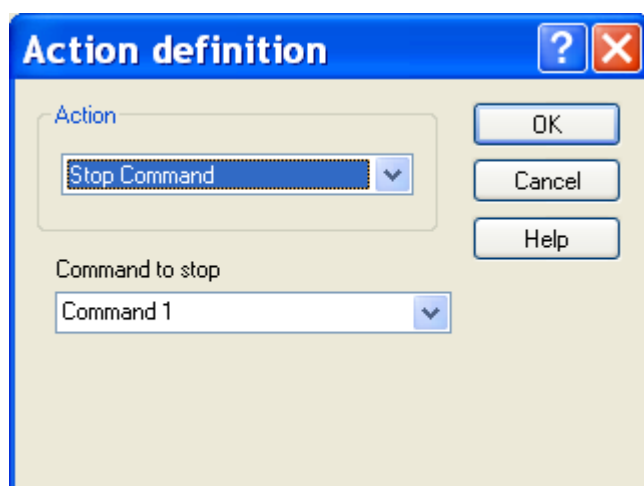 Action definition
Action
Stop Command
OK
Cancel
Help
Command to stop
Command 1